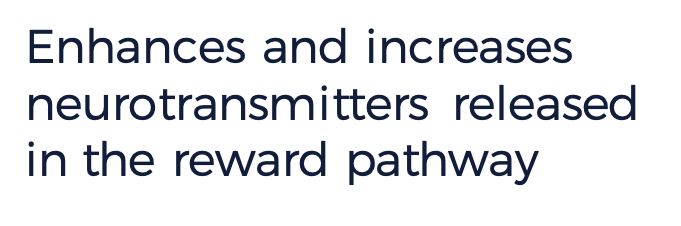 Enhances and increases
neurotransmitters released
in the reward pathway